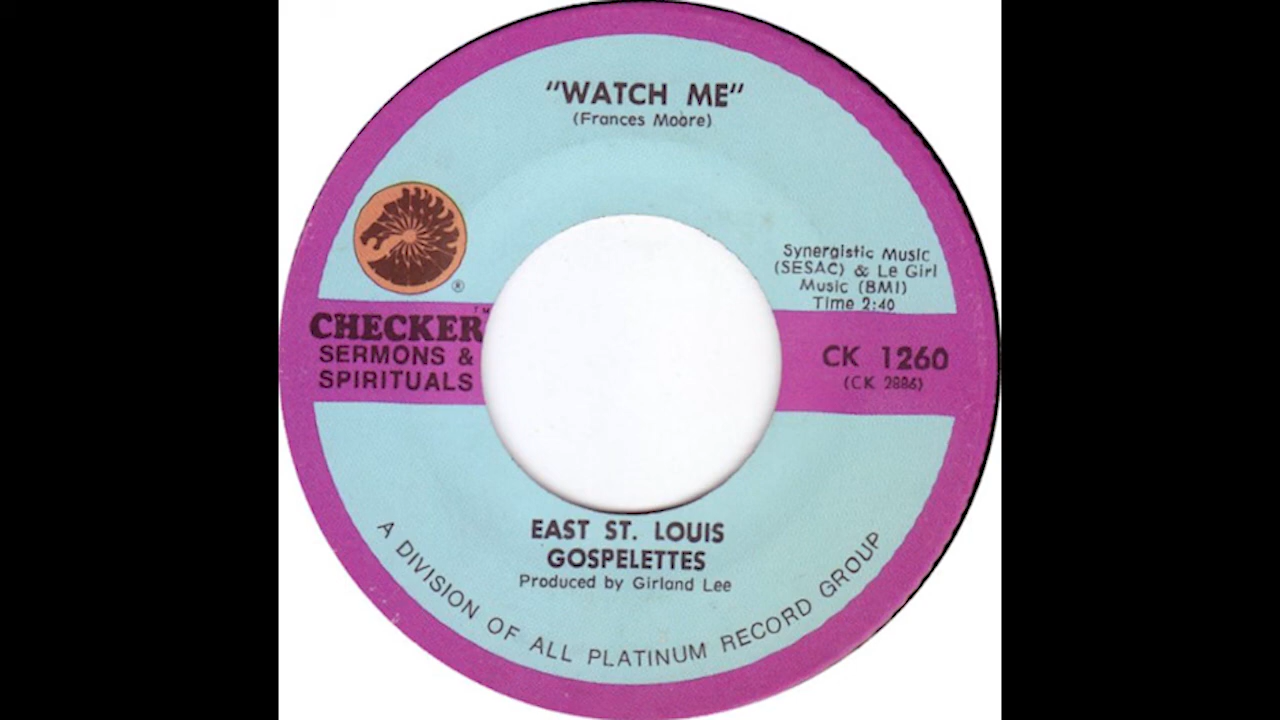 "WATCH ME"
(Frances Moore)
Synergistic Music
(SESAC) & Le Girl
Music (BMI)
Time 2:40
®
CHECKER™
SERMONS &
SPIRITUALS
CK 1260
(CK 2886)
EAST ST. LOUIS
GOSPELETTES
Produced by Girland Lee
A DIVISION OF ALL PLATINUM RECORD GROUP